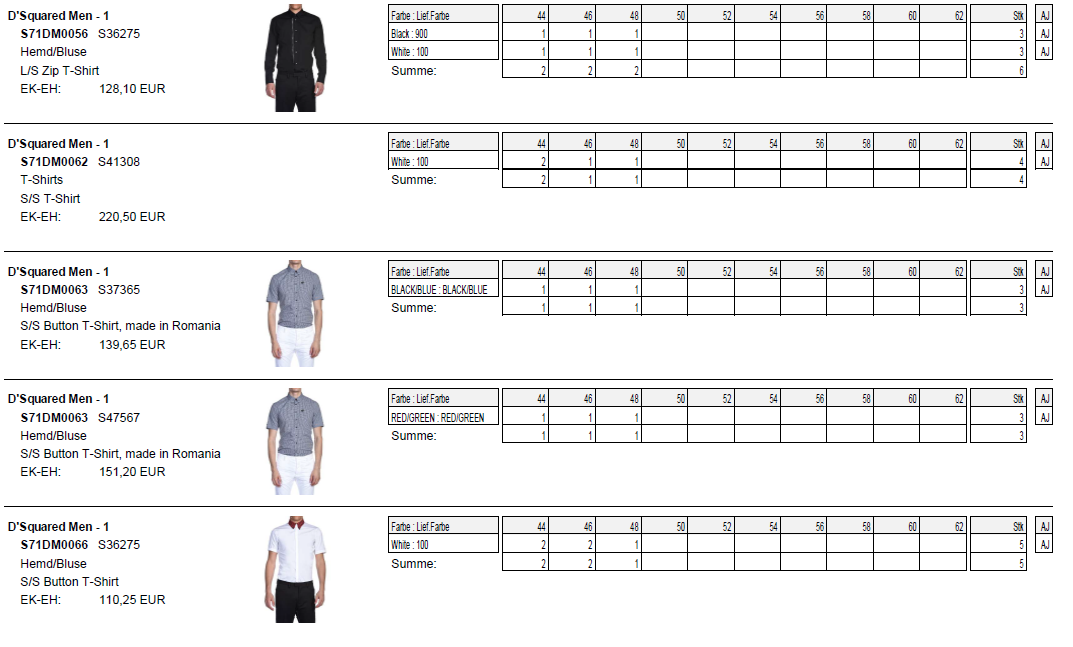 D'Squared Men - 1
S71DM0056 S36275
Hemd/Bluse
L/S Zip T-Shirt
EK-EH: 128,10 EUR
Farbe : Lief.Farbe 44 46 48 50 52 54 56 58 60 62 Stk AJ
Black : 900 1 1 1 3 AJ
White : 100 1 1 1 3 AJ
Summe: 2 2 2 6
D'Squared Men - 1
S71DM0062 S41308
T-Shirts
S/S T-Shirt
EK-EH: 220,50 EUR
Farbe : Lief.Farbe 44 46 48 50 52 54 56 58 60 62 Stk AJ
White : 100 2 1 1 4 AJ
Summe: 2 1 1 4
D'Squared Men - 1
S71DM0063 S37365
Hemd/Bluse
S/S Button T-Shirt, made in Romania
EK-EH: 139,65 EUR
Farbe : Lief.Farbe 44 46 48 50 52 54 56 58 60 62 Stk AJ
BLACK/BLUE : BLACK/BLUE 1 1 1 3 AJ
Summe: 1 1 1 3
D'Squared Men - 1
S71DM0063 S47567
Hemd/Bluse
S/S Button T-Shirt, made in Romania
EK-EH: 151,20 EUR
Farbe : Lief.Farbe 44 46 48 50 52 54 56 58 60 62 Stk AJ
RED/GREEN : RED/GREEN 1 1 1 3 AJ
Summe: 1 1 1 3
D'Squared Men - 1
S71DM0066 S36275
Hemd/Bluse
S/S Button T-Shirt
EK-EH: 110,25 EUR
Farbe : Lief.Farbe 44 46 48 50 52 54 56 58 60 62 Stk AJ
White : 100 2 2 1 5 AJ
Summe: 2 2 1 5